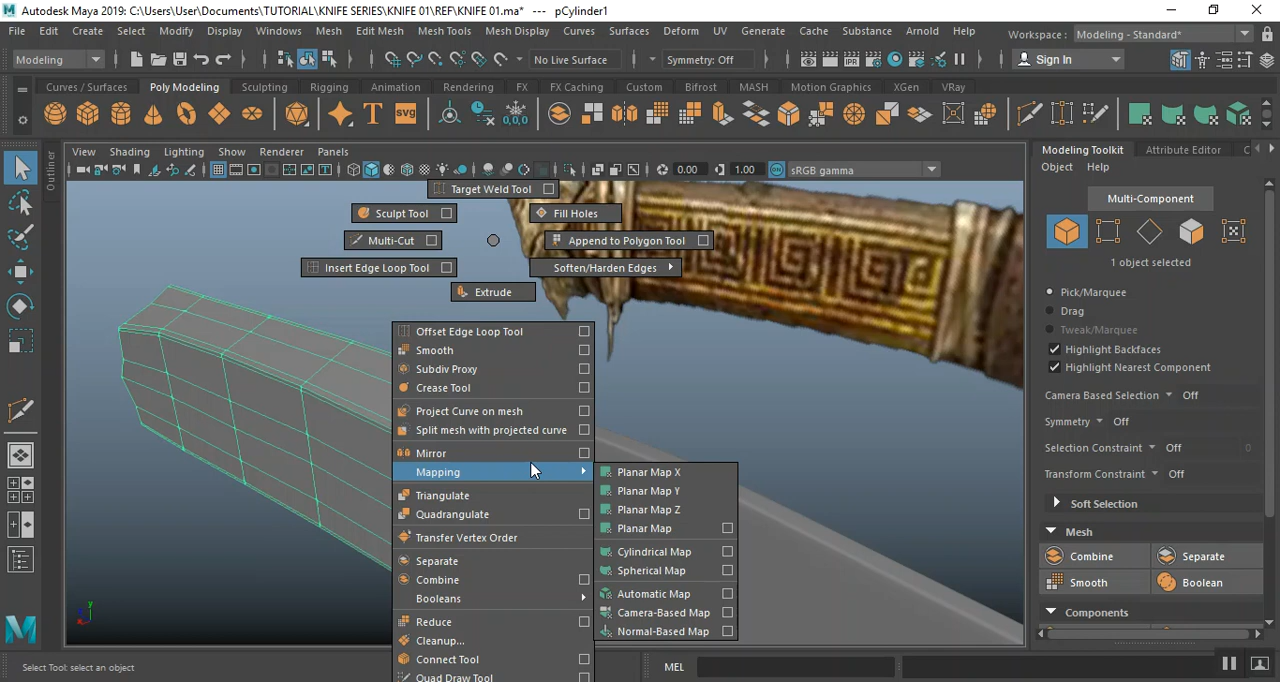 Autodesk Maya 2019: C:\Users\User\Documents\TUTORIAL\KNIFE SERIES\KNIFE 01\REF\KNIFE 01.ma* --- pCylinder1
File Edit Create Select Modify Display Windows Mesh Edit Mesh Mesh Tools Mesh Display Curves Surfaces Deform UV Generate Cache Substance Arnold Help Workspace : Modeling - Standard*
Modeling No Live Surface Symmetry: Off IPR Sign In
Curves / Surfaces Poly Modeling Sculpting Rigging Animation Rendering FX FX Caching Custom Bifrost MASH Motion Graphics XGen VRay
T SVG 0,0,0
Outliner
View Shading Lighting Show Renderer Panels
0.00 1.00 sRGB gamma
Target Weld Tool
Sculpt Tool Fill Holes
Multi-Cut Append to Polygon Tool
Insert Edge Loop Tool Soften/Harden Edges
Extrude
Offset Edge Loop Tool
Smooth
Subdiv Proxy
Crease Tool
Project Curve on mesh
Split mesh with projected curve
Mirror
Mapping
Triangulate
Quadrangulate
Transfer Vertex Order
Separate
Combine
Booleans
Reduce
Cleanup...
Connect Tool
Quad Draw Tool
Planar Map X
Planar Map Y
Planar Map Z
Planar Map
Cylindrical Map
Spherical Map
Automatic Map
Camera-Based Map
Normal-Based Map
Modeling Toolkit Attribute Editor C
Object Help
Multi-Component
1 object selected
Pick/Marquee
Drag
Tweak/Marquee
Highlight Backfaces
Highlight Nearest Component
Camera Based Selection Off
Symmetry Off
Selection Constraint Off 0
Transform Constraint Off
Soft Selection
Mesh
Combine Separate
Smooth Boolean
Components
y
z
Select Tool: select an object MEL